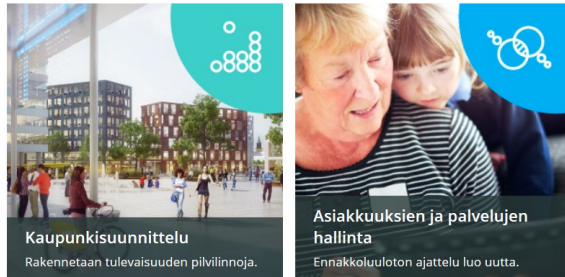 Kaupunkisuunnittelu
Rakennetaan tulevaisuuden pilvilinnoja.
Asiakkuuksien ja palvelujen
hallinta
Ennakkoluuloton ajattelu luo uutta.